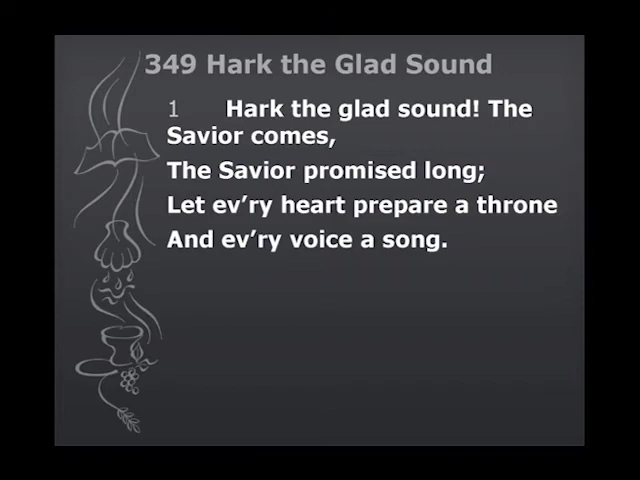 349 Hark the Glad Sound
1 Hark the glad sound! The
Savior comes,
The Savior promised long;
Let ev’ry heart prepare a throne
And ev’ry voice a song.